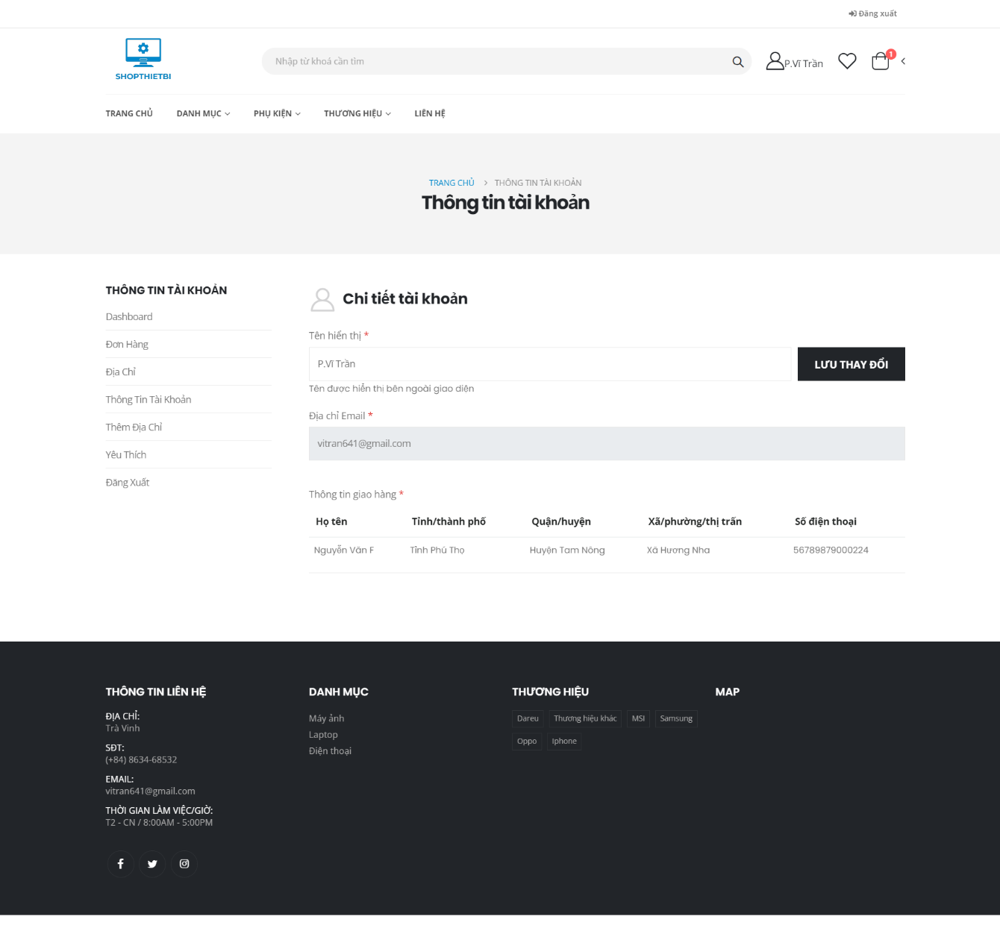 Đăng xuất
SHOPTHIETBI
Nhập từ khoá cần tìm
P.Vĩ Trần
1
TRANG CHỦ DANH MỤC PHỤ KIỆN THƯƠNG HIỆU LIÊN HỆ
TRANG CHỦ THÔNG TIN TÀI KHOẢN
Thông tin tài khoản
THÔNG TIN TÀI KHOẢN
Dashboard
Đơn Hàng
Địa Chỉ
Thông Tin Tài Khoản
Thêm Địa Chỉ
Yêu Thích
Đăng Xuất
Chi tiết tài khoản
Tên hiển thị *
P.Vĩ Trần
LƯU THAY ĐỔI
Tên được hiển thị bên ngoài giao diện
Địa chỉ Email *
vitran641@gmail.com
Thông tin giao hàng *
Họ tên Tỉnh/thành phố Quận/huyện Xã/phường/thị trấn Số điện thoại
Nguyễn Văn F Tỉnh Phú Thọ Huyện Tam Nông Xã Hương Nha 56789879000224
THÔNG TIN LIÊN HỆ
ĐỊA CHỈ:
Trà Vinh
SĐT:
(+84) 8634-68532
EMAIL:
vitran641@gmail.com
THỜI GIAN LÀM VIỆC/GIỜ:
T2 - CN / 8:00AM - 5:00PM
DANH MỤC
Máy ảnh
Laptop
Điện thoại
THƯƠNG HIỆU
Dareu Thương hiệu khác MSI Samsung
Oppo Iphone
MAP